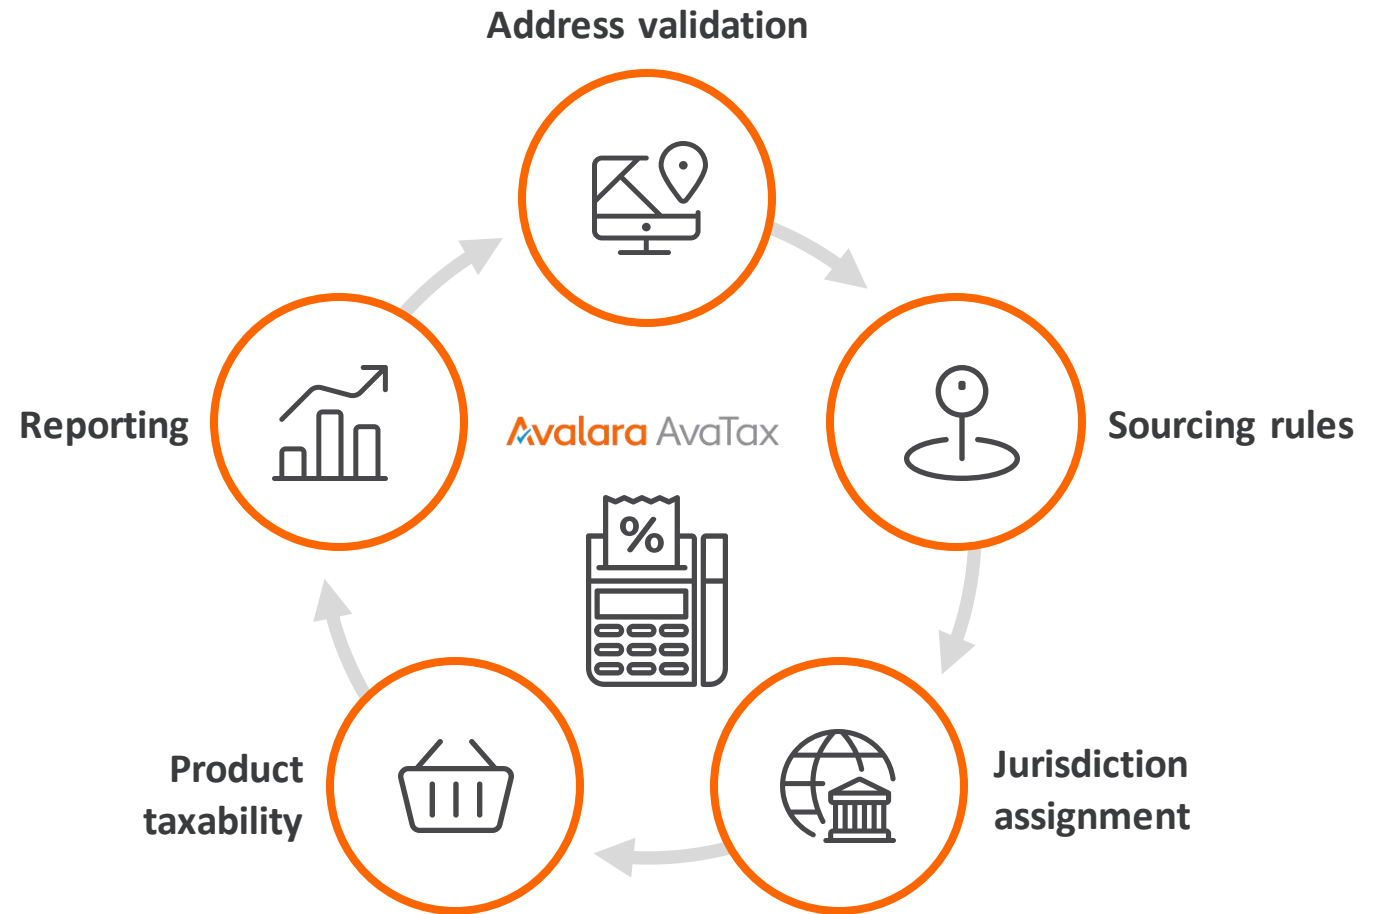 Address validation
Reporting
Avalara AvaTax
Sourcing rules
%
Product
taxability
Jurisdiction
assignment